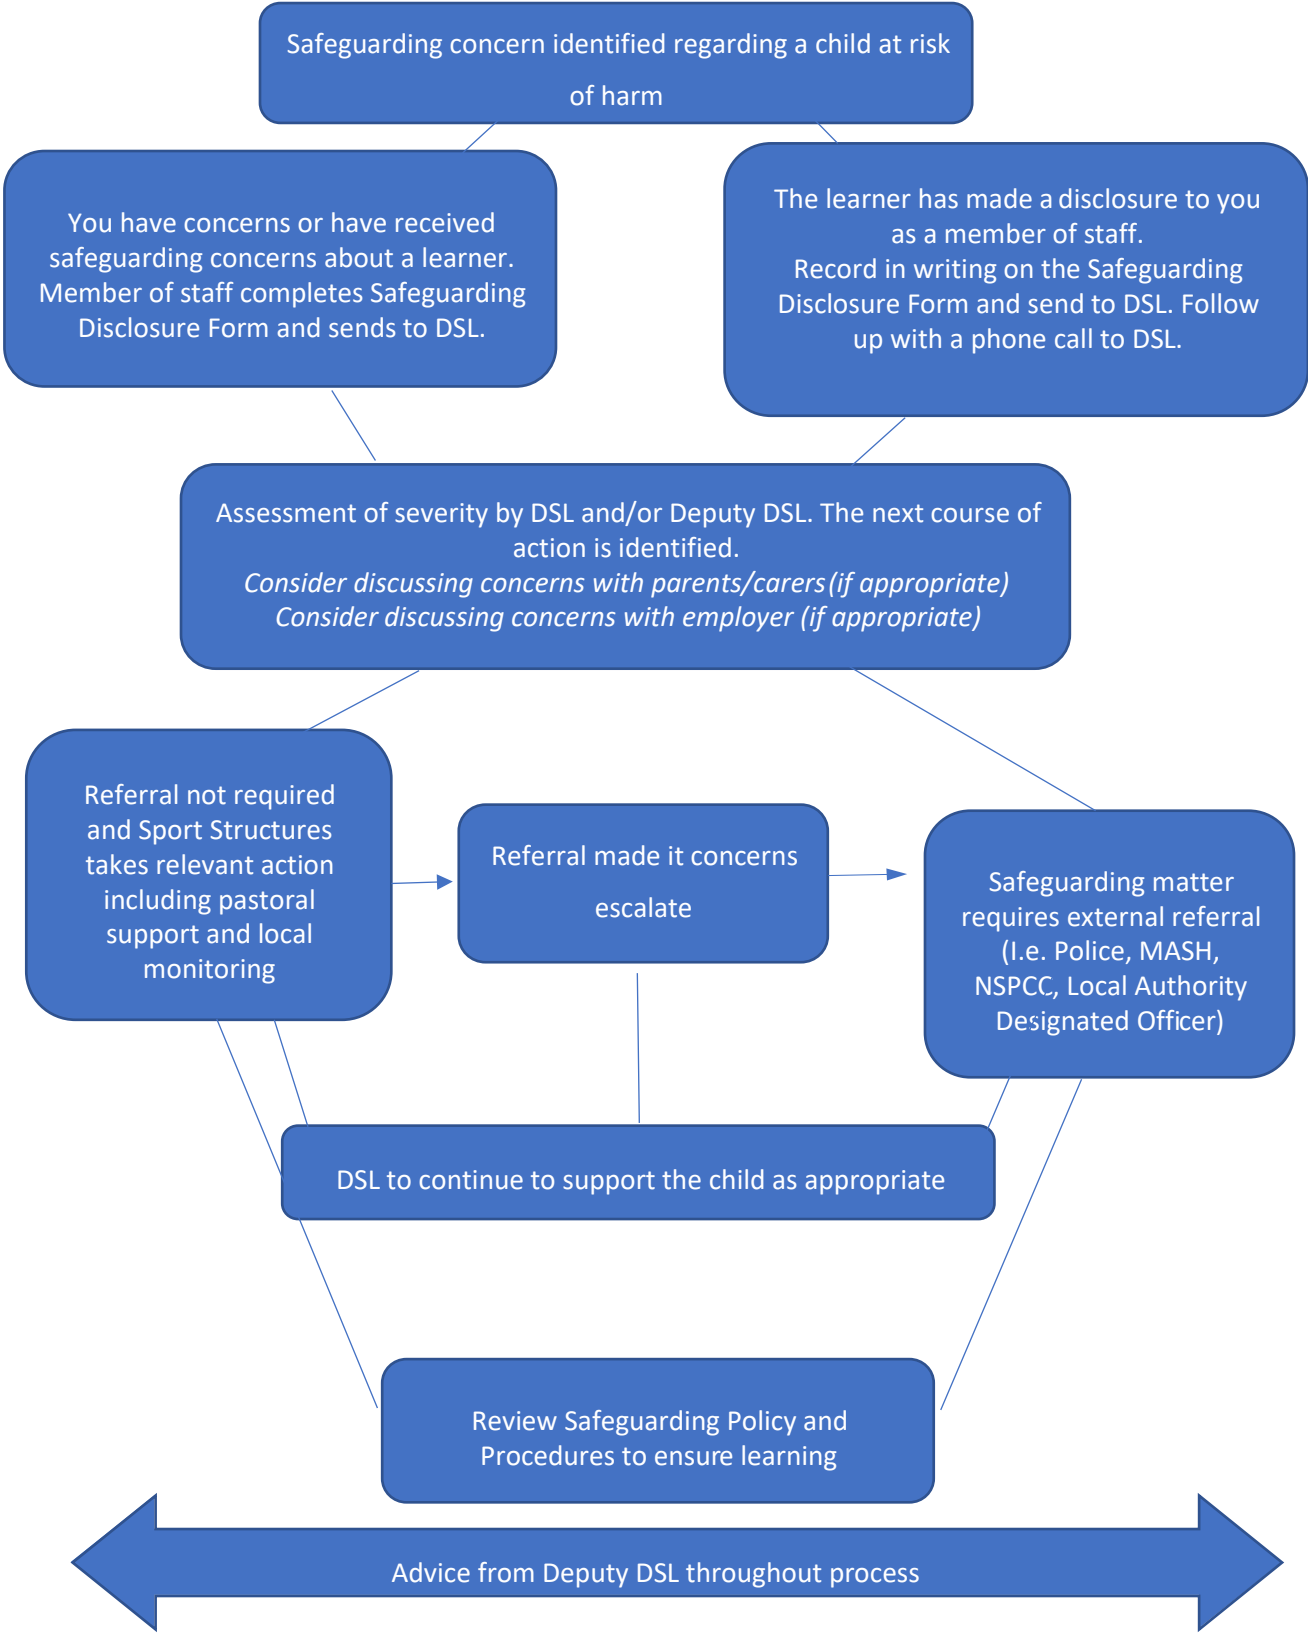 Safeguarding concern identified regarding a child at risk
of harm
You have concerns or have received
safeguarding concerns about a learner.
Member of staff completes Safeguarding
Disclosure Form and sends to DSL.
The learner has made a disclosure to you
as a member of staff.
Record in writing on the Safeguarding
Disclosure Form and send to DSL. Follow
up with a phone call to DSL.
Assessment of severity by DSL and/or Deputy DSL. The next course of
action is identified.
Consider discussing concerns with parents/carers (if appropriate)
Consider discussing concerns with employer (if appropriate)
Referral not required
and Sport Structures
takes relevant action
including pastoral
support and local
monitoring
Referral made it concerns
escalate
Safeguarding matter
requires external referral
(I.e. Police, MASH,
NSPCC, Local Authority
Designated Officer)
DSL to continue to support the child as appropriate
Review Safeguarding Policy and
Procedures to ensure learning
Advice from Deputy DSL throughout process